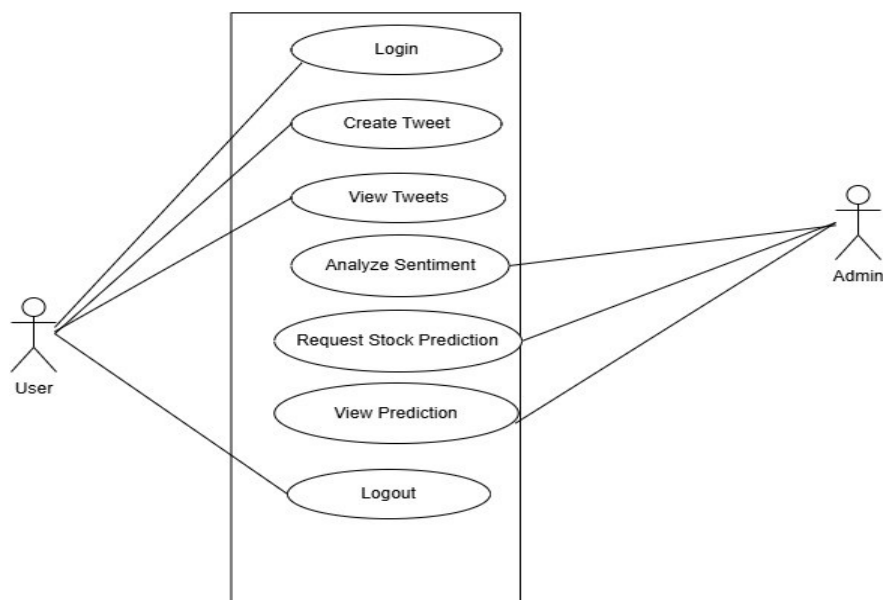 Login
Create Tweet
View Tweets
Analyze Sentiment
Admin
Request Stock Prediction
User
View Prediction
Logout